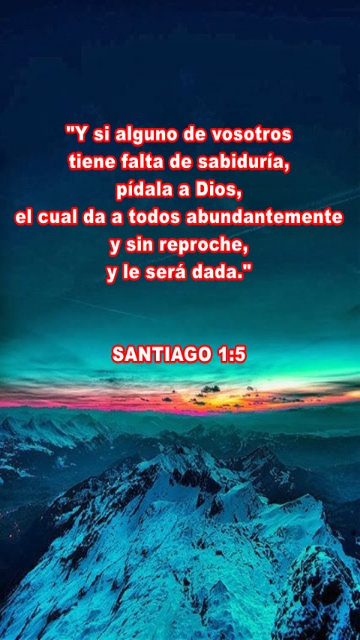 "Y si alguno de vosotros
tiene falta de sabiduría,
pídala a Dios,
el cual da a todos abundantemente
y sin reproche,
y le será dada."
SANTIAGO 1:5